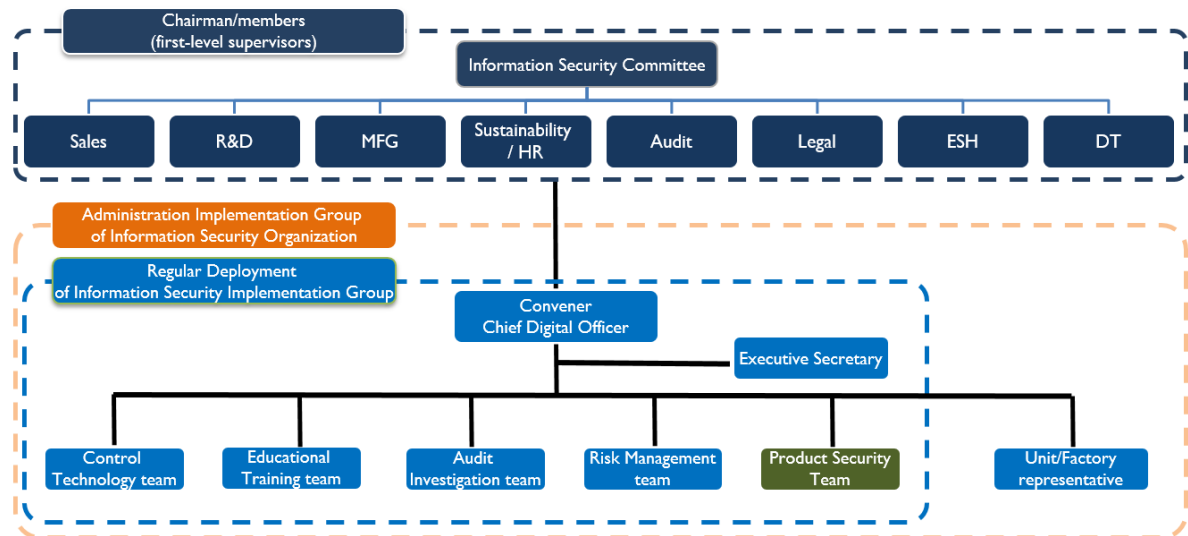 Chairman/members
(first-level supervisors)
Information Security Committee
Sales
R&D
MFG
Sustainability
/ HR
Audit
Legal
ESH
DT
Administration Implementation Group
of Information Security Organization
Regular Deployment
of Information Security Implementation Group
Convener
Chief Digital Officer
Executive Secretary
Control
Technology team
Educational
Training team
Audit
Investigation team
Risk Management
team
Product Security
Team
Unit/Factory
representative